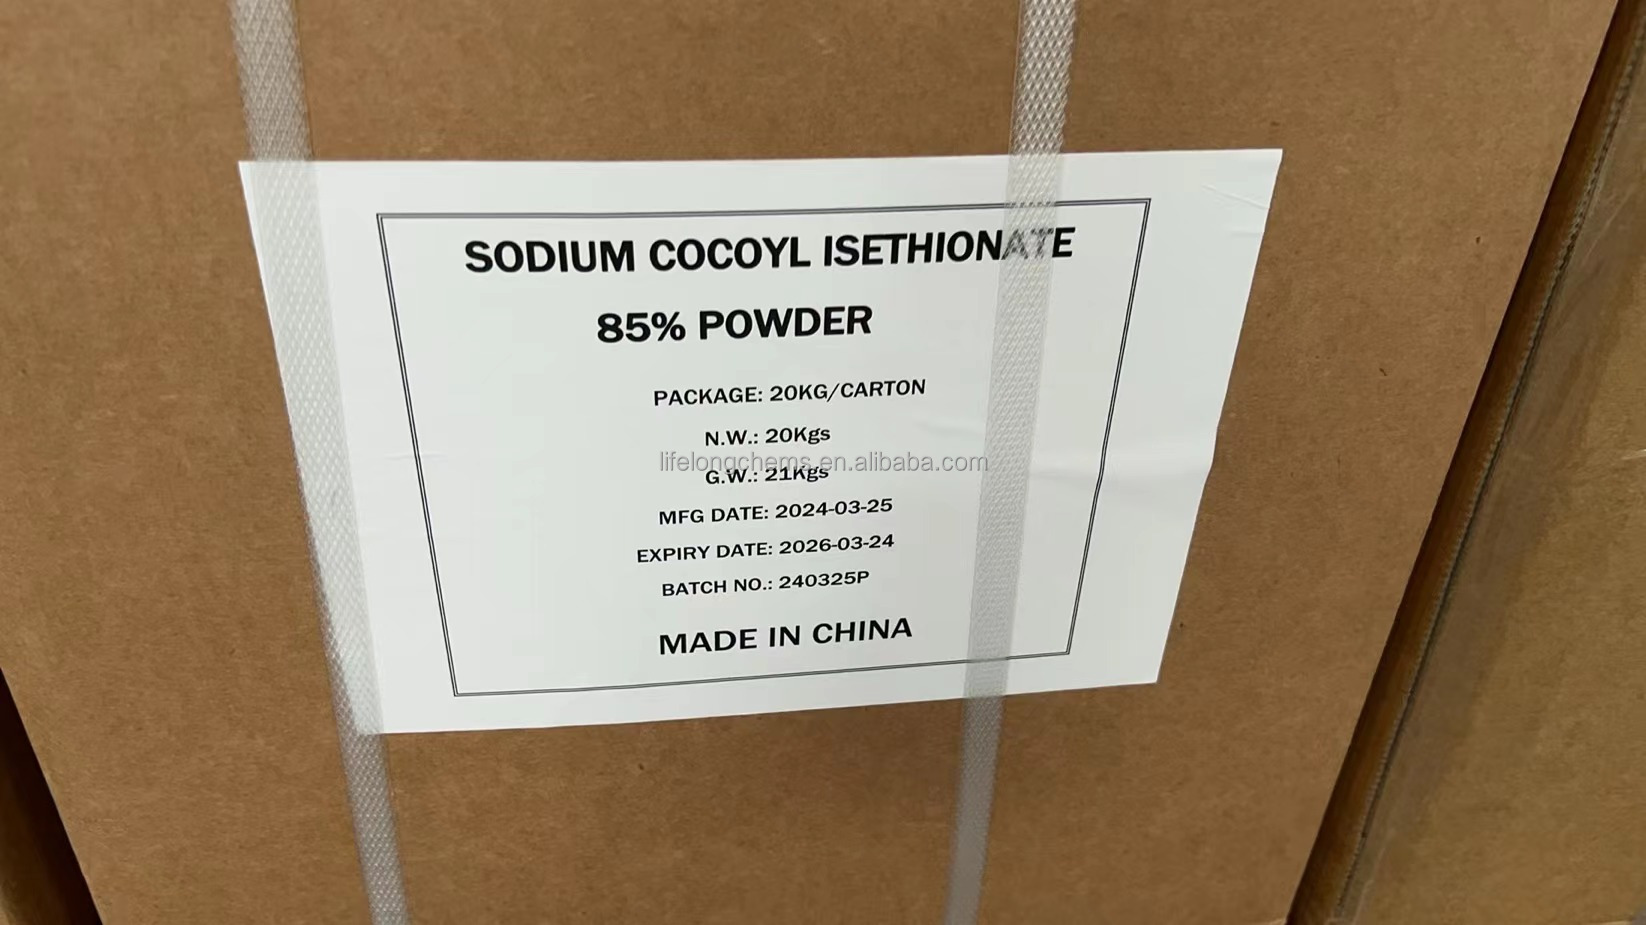 SODIUM COCOYL ISETHIONATE
85% POWDER
PACKAGE: 20KG/CARTON
N.W.: 20Kgs
lifelongchems.en.alibaba.com
G.W.: 21Kgs
MFG DATE: 2024-03-25
EXPIRY DATE: 2026-03-24
BATCH NO.: 240325P
MADE IN CHINA